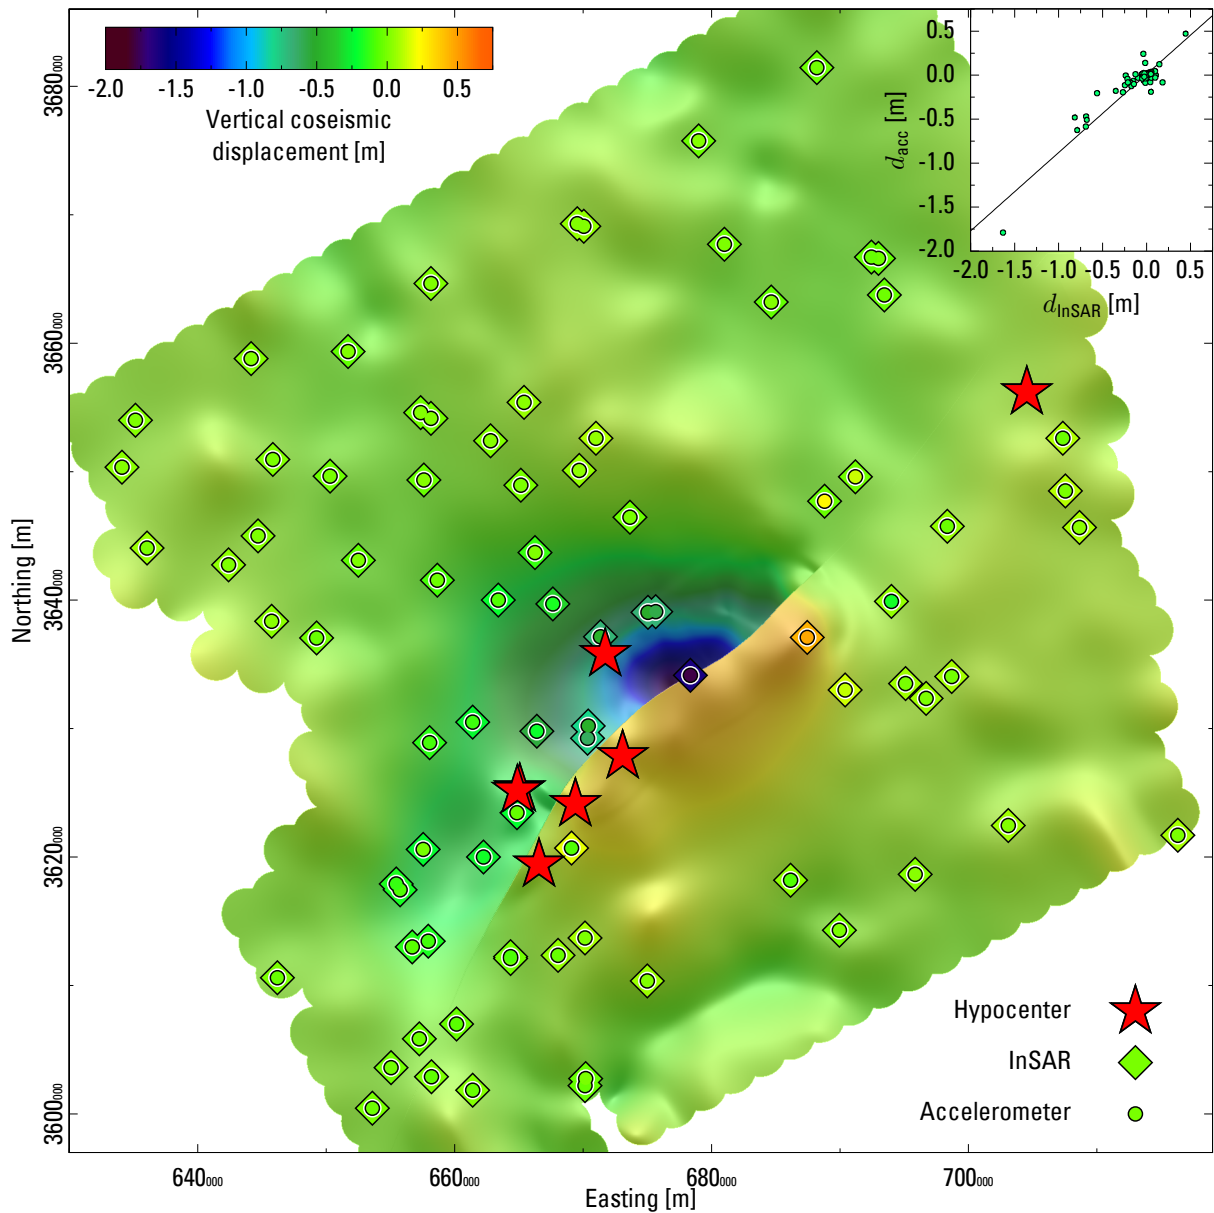 -2.0 -1.5 -1.0 -0.5 0.0 0.5
Vertical coseismic
displacement [m]
0.5
0.0
-0.5
-1.0
-1.5
-2.0
dacc [m]
-2.0 -1.5 -1.0 -0.5 0.0 0.5
dInSAR [m]
3680000
3660000
3640000
3620000
3600000
Northing [m]
Hypocenter
InSAR
Accelerometer
640000 660000 680000 700000
Easting [m]